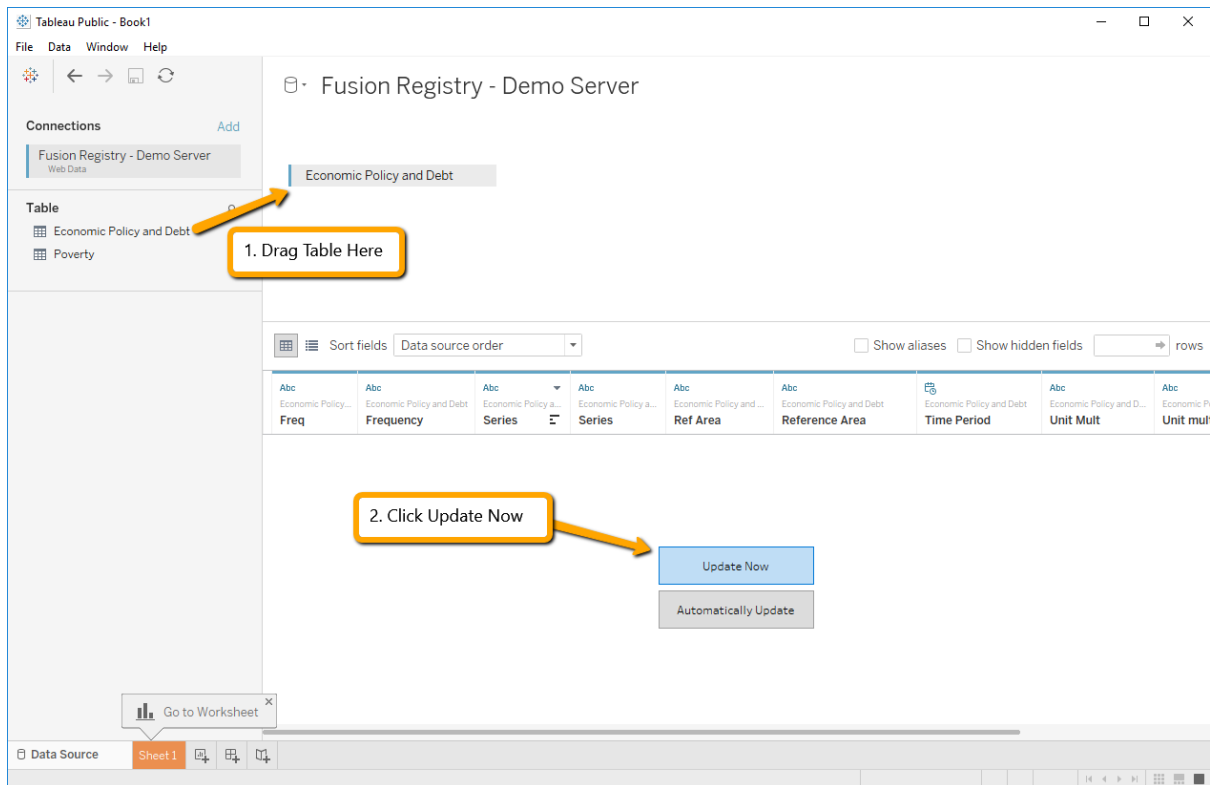 Tableau Public - Book1
File Data Window Help
Fusion Registry - Demo Server
Connections Add
Fusion Registry - Demo Server
Web Data
Economic Policy and Debt
Table
Economic Policy and Debt
Poverty
1. Drag Table Here
Sort fields Data source order Show aliases Show hidden fields rows
Abc Abc Abc Abc Abc Abc Abc Abc
Economic Policy... Economic Policy and Debt Economic Policy a... Economic Policy a... Economic Policy and ... Economic Policy and Debt Economic Policy and Debt Economic Policy and D... Economic P
Freq Frequency Series Series Ref Area Reference Area Time Period Unit Mult Unit mul
2. Click Update Now
Update Now
Automatically Update
Go to Worksheet
Data Source Sheet 1